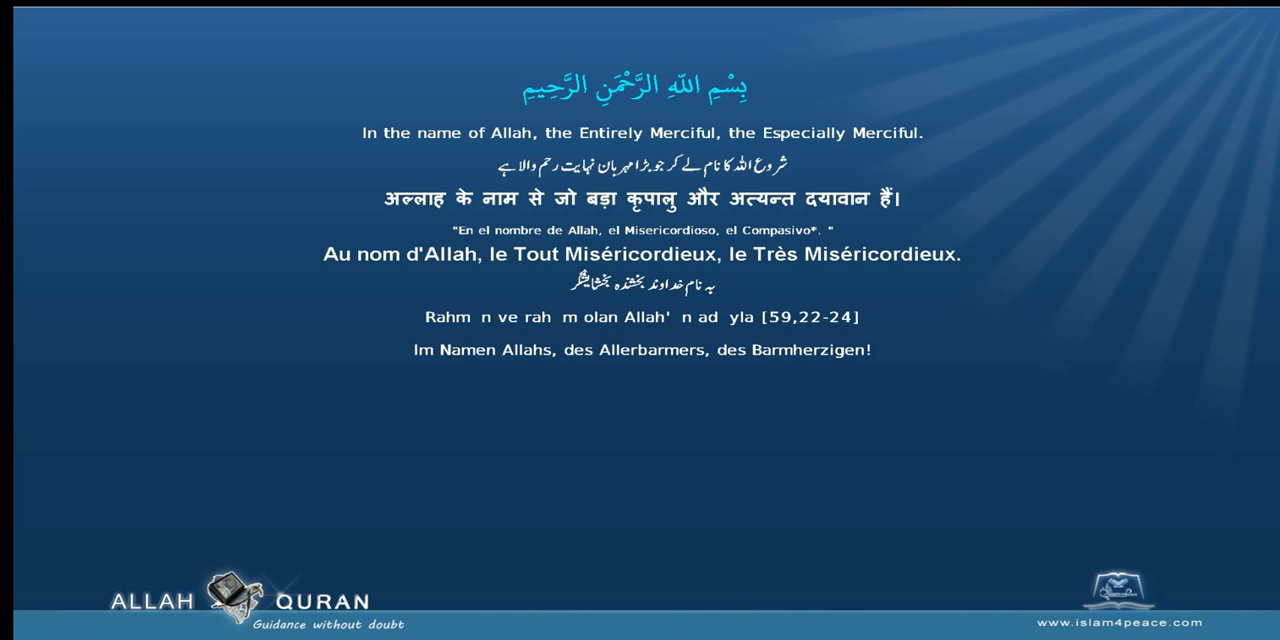 بِسْمِ اللّٰهِ الرَّحْمَنِ الرَّحِيمِ
In the name of Allah, the Entirely Merciful, the Especially Merciful.
شروع الله کا نام لے کر جو بڑا مہربان نہایت رحم والا ہے
अल्लाह के नाम से जो बड़ा कृपालु और अत्यन्त दयावान हैं।
"En el nombre de Allah, el Misericordioso, el Compasivo*. "
Au nom d'Allah, le Tout Miséricordieux, le Très Miséricordieux.
به نام خداوند بخشنده بخشایشگر
Rahm n ve rah m olan Allah' n ad yla [59,22-24]
Im Namen Allahs, des Allerbarmers, des Barmherzigen!
ALLAH QURAN
Guidance without doubt
www.islam4peace.com